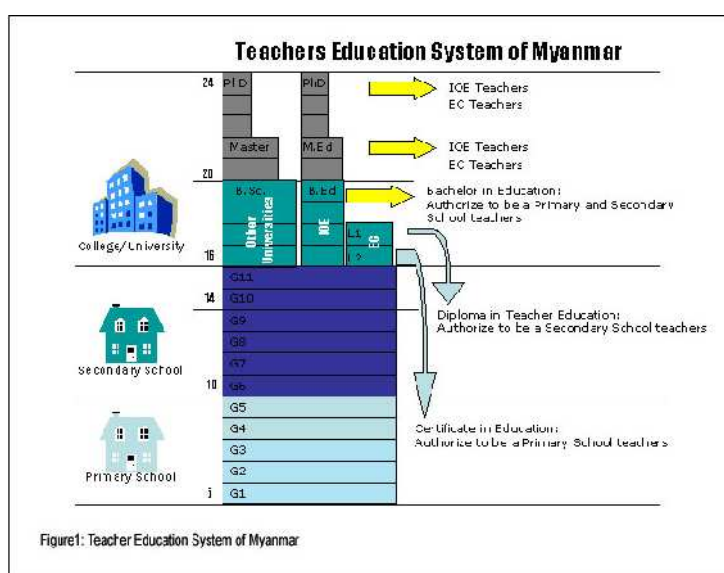 Teachers Education System of Myanmar
24
PhD
PhD
IOE Teachers
EC Teachers
Master
M.Ed
IOE Teachers
EC Teachers
20
B.Sc.
B.Ed
Bachelor in Education:
Authorize to be a Primary and Secondary
School teachers
Other
Universities
IOE
EC
L1
L2
College/University
16
G11
14
G10
Diploma in Teacher Education:
Authorize to be a Secondary School teachers
G9
G8
G7
Secondary School
10
G6
G5
Certificate in Education:
Authorize to be a Primary School teachers
G4
G3
G2
Primary School
5
G1
Figure1: Teacher Education System of Myanmar